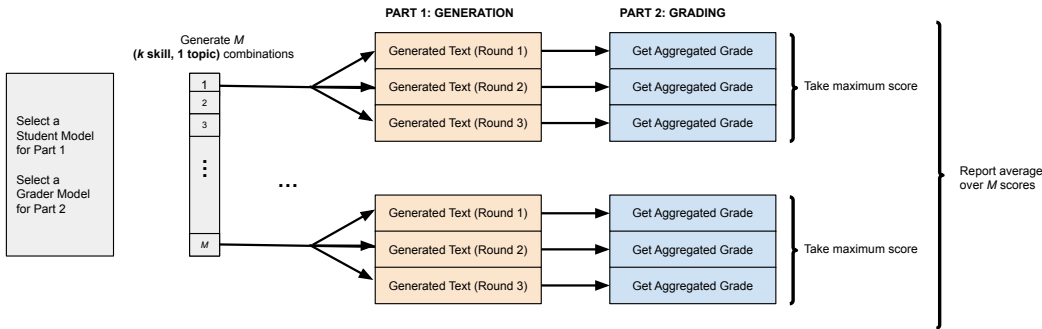 PART 1: GENERATION
PART 2: GRADING
Generate M
(k skill, 1 topic) combinations
Select a
Student Model
for Part 1
Select a
Grader Model
for Part 2
1
2
3
⋮
M
...
Generated Text (Round 1)
Generated Text (Round 2)
Generated Text (Round 3)
Get Aggregated Grade
Get Aggregated Grade
Get Aggregated Grade
Take maximum score
Generated Text (Round 1)
Generated Text (Round 2)
Generated Text (Round 3)
Get Aggregated Grade
Get Aggregated Grade
Get Aggregated Grade
Take maximum score
Report average
over M scores